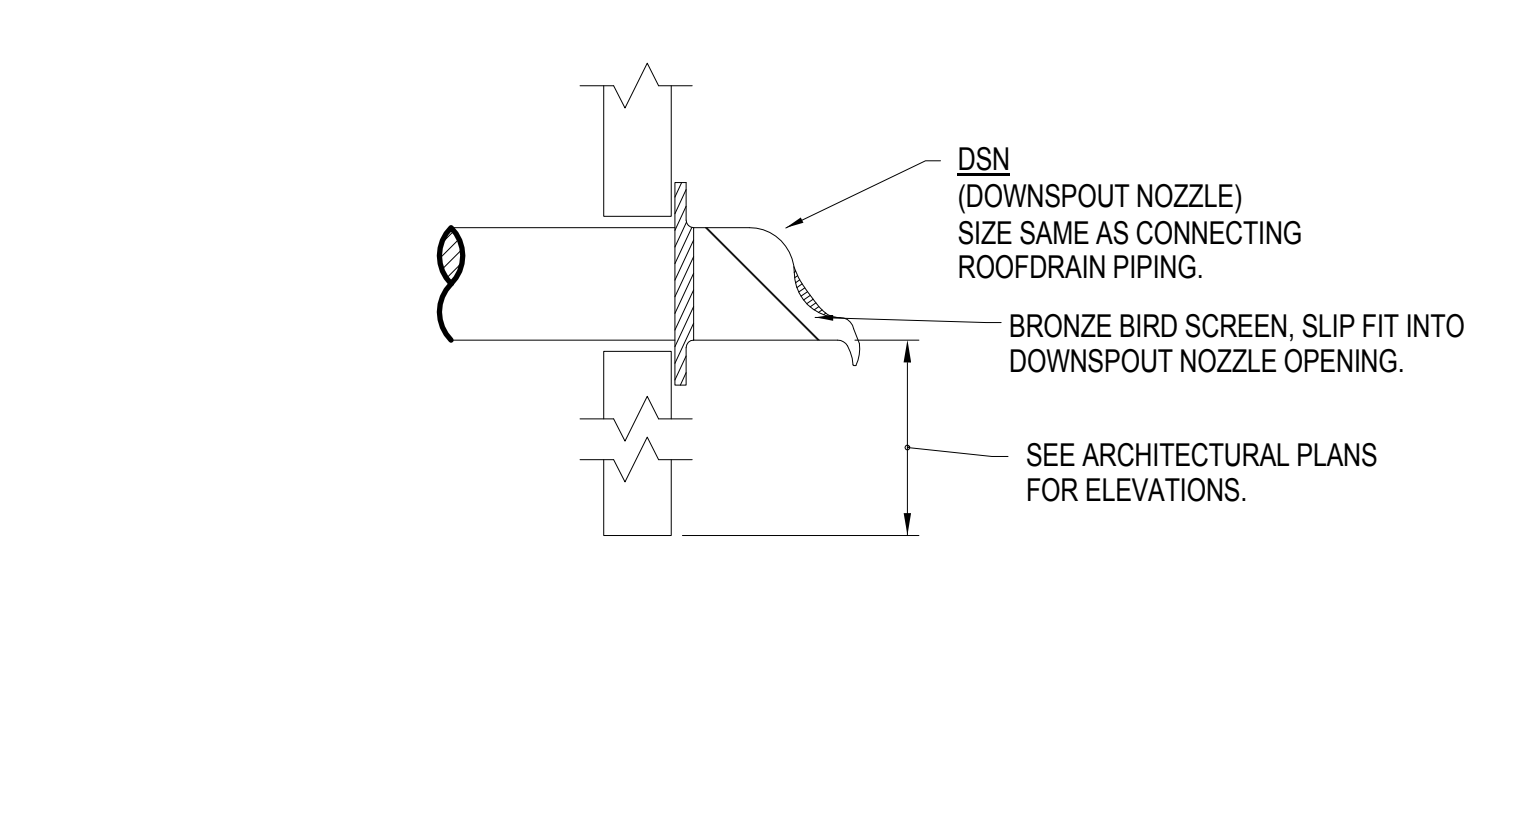 DSN
(DOWNSPOUT NOZZLE)
SIZE SAME AS CONNECTING
ROOFDRAIN PIPING.
BRONZE BIRD SCREEN, SLIP FIT INTO
DOWNSPOUT NOZZLE OPENING.
SEE ARCHITECTURAL PLANS
FOR ELEVATIONS.